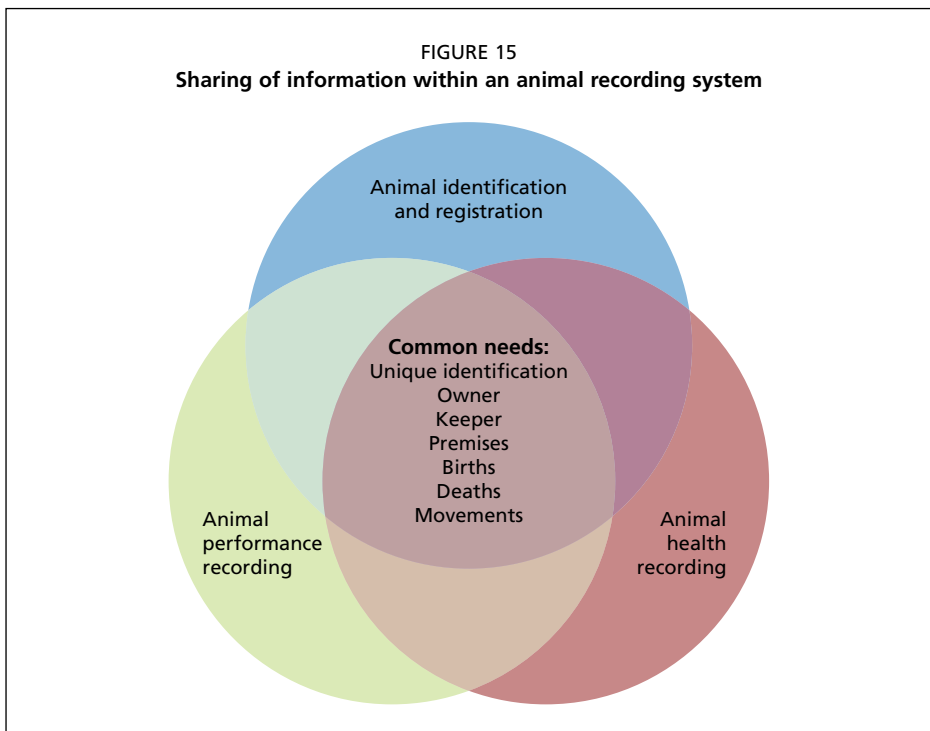 FIGURE 15
Sharing of information within an animal recording system
Animal identification
and registration
Common needs:
Unique identification
Owner
Keeper
Premises
Births
Deaths
Movements
Animal
performance
recording
Animal
health
recording